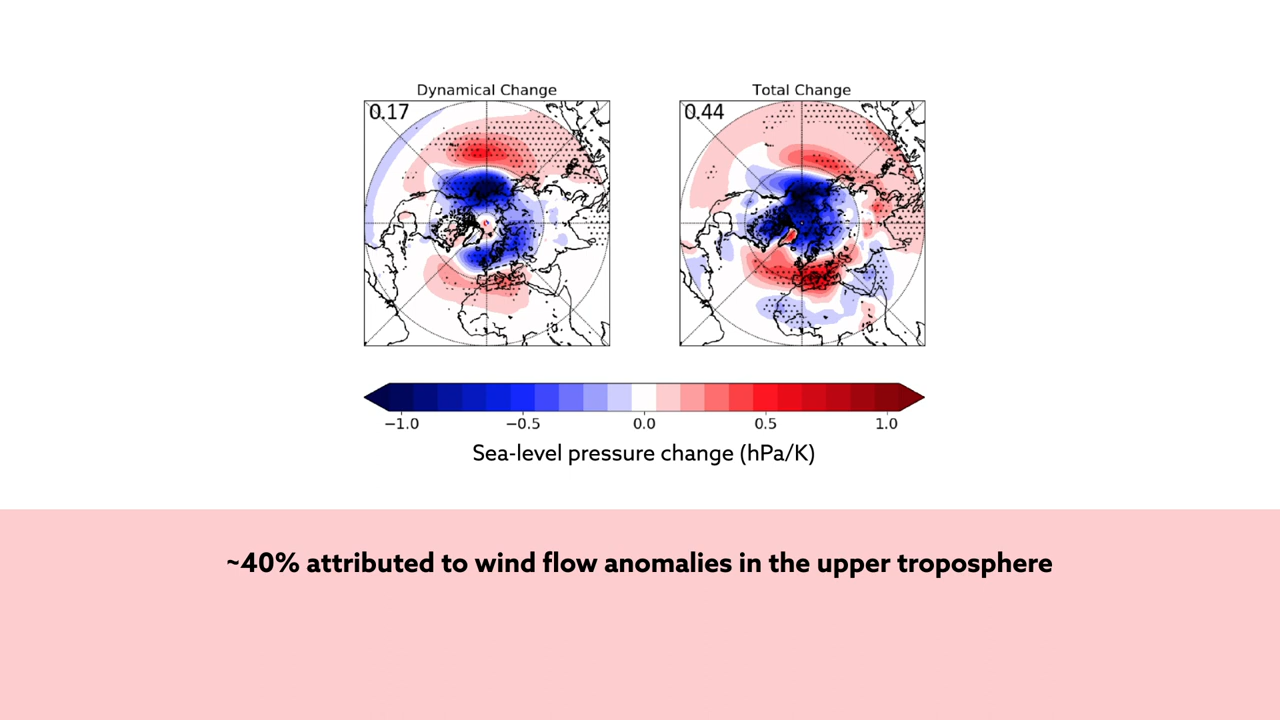 Dynamical Change
Total Change
0.17
0.44
−1.0
−0.5
0.0
0.5
1.0
Sea-level pressure change (hPa/K)
~40% attributed to wind flow anomalies in the upper troposphere